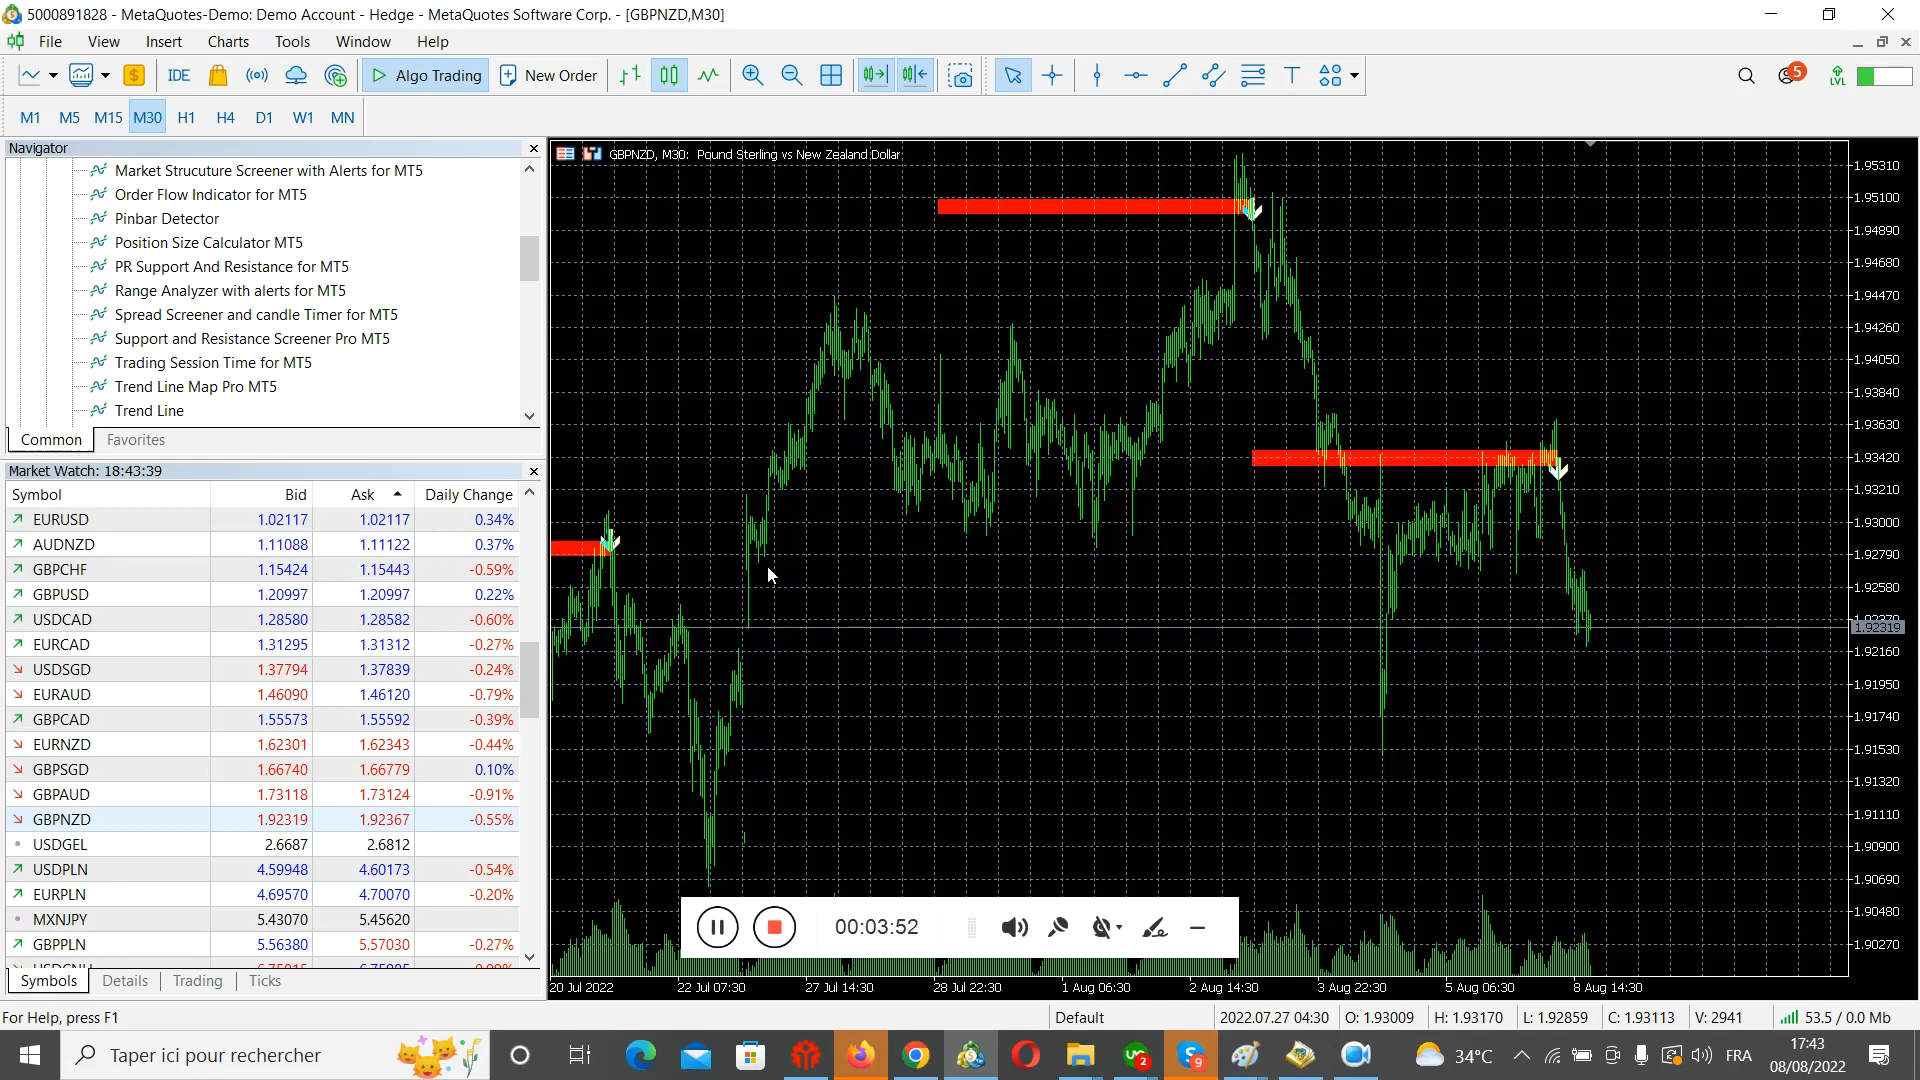 5000891828 - MetaQuotes-Demo: Demo Account - Hedge - MetaQuotes Software Corp. - [GBPNZD,M30]
File View Insert Charts Tools Window Help
IDE Algo Trading New Order 5 LVL
M1 M5 M15 M30 H1 H4 D1 W1 MN
Navigator
Market Strucuture Screener with Alerts for MT5
Order Flow Indicator for MT5
Pinbar Detector
Position Size Calculator MT5
PR Support And Resistance for MT5
Range Analyzer with alerts for MT5
Spread Screener and candle Timer for MT5
Support and Resistance Screener Pro MT5
Trading Session Time for MT5
Trend Line Map Pro MT5
Trend Line
Common Favorites
Market Watch: 18:43:39
Symbol Bid Ask Daily Change
EURUSD 1.02117 1.02117 0.34%
AUDNZD 1.11088 1.11122 0.37%
GBPCHF 1.15424 1.15443 -0.59%
GBPUSD 1.20997 1.20997 0.22%
USDCAD 1.28580 1.28582 -0.60%
EURCAD 1.31295 1.31312 -0.27%
USDSGD 1.37794 1.37839 -0.24%
EURAUD 1.46090 1.46120 -0.79%
GBPCAD 1.55573 1.55592 -0.39%
EURNZD 1.62301 1.62343 -0.44%
GBPSGD 1.66740 1.66779 0.10%
GBPAUD 1.73118 1.73124 -0.91%
GBPNZD 1.92319 1.92367 -0.55%
USDGEL 2.6687 2.6812
USDPLN 4.59948 4.60173 -0.54%
EURPLN 4.69570 4.70070 -0.20%
MXNJPY 5.43070 5.45620
GBPPLN 5.56380 5.57030 -0.27%
Symbols Details Trading Ticks
GBPNZD, M30: Pound Sterling vs New Zealand Dollar
1.95310
1.95100
1.94890
1.94680
1.94470
1.94260
1.94050
1.93840
1.93630
1.93420
1.93210
1.93000
1.92790
1.92580
1.92319
1.92160
1.91950
1.91740
1.91530
1.91320
1.91110
1.90900
1.90690
1.90480
1.90270
00:03:52
20 Jul 2022 22 Jul 07:30 27 Jul 14:30 28 Jul 22:30 1 Aug 06:30 2 Aug 14:30 3 Aug 22:30 5 Aug 06:30 8 Aug 14:30
For Help, press F1 Default 2022.07.27 04:30 O: 1.93009 H: 1.93170 L: 1.92859 C: 1.93113 V: 2941 53.5 / 0.0 Mb
Taper ici pour rechercher 2 9 34°C FRA 17:43
08/08/2022